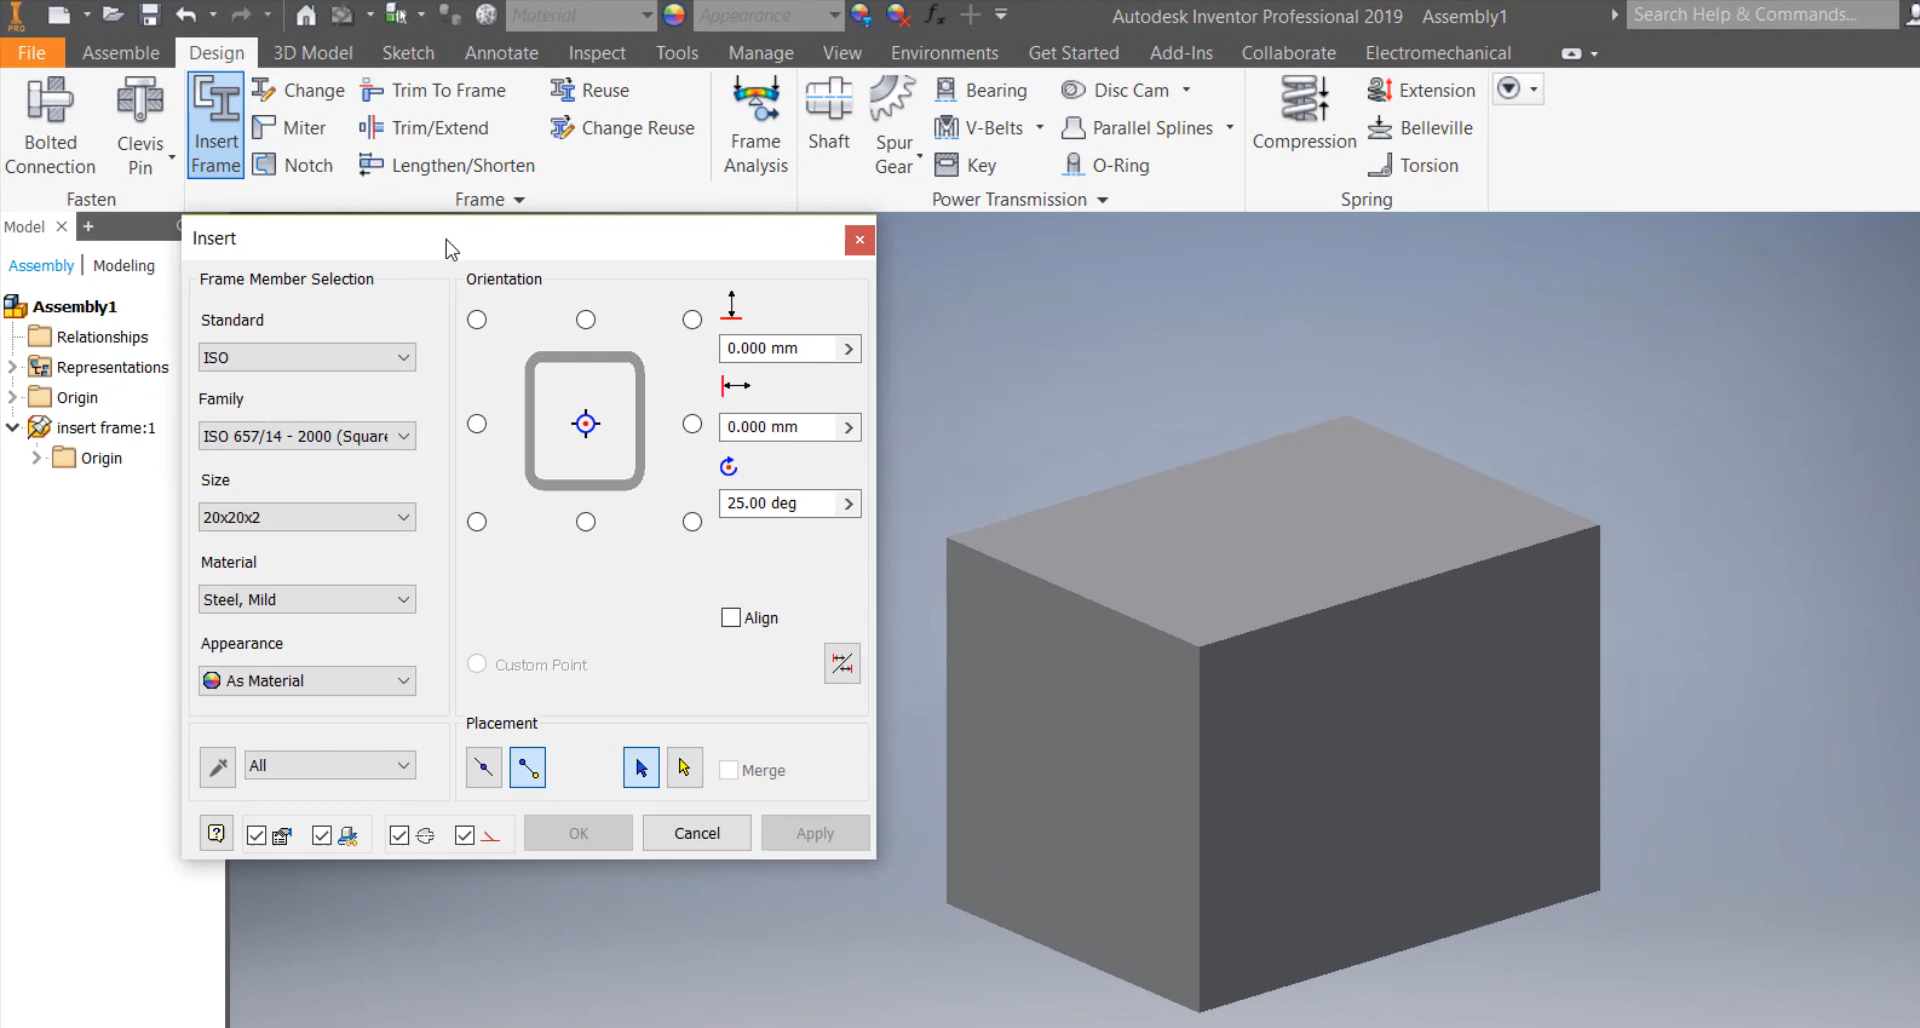 PRO
Material
Appearance
fx
Autodesk Inventor Professional 2019 Assembly1
Search Help & Commands...
File Assemble Design 3D Model Sketch Annotate Inspect Tools Manage View Environments Get Started Add-Ins Collaborate Electromechanical
Bolted
Connection
Clevis
Pin
Fasten
Insert
Frame
Change
Miter
Notch
Trim To Frame
Trim/Extend
Lengthen/Shorten
Reuse
Change Reuse
Frame
Frame
Analysis
Shaft
Spur
Gear
Bearing
V-Belts
Key
Disc Cam
Parallel Splines
O-Ring
Power Transmission
Compression
Extension
Belleville
Torsion
Spring
Model
Assembly
Modeling
Assembly1
Relationships
Representations
Origin
insert frame:1
Origin
Insert
Frame Member Selection
Standard
ISO
Family
ISO 657/14 - 2000 (Square
Size
20x20x2
Material
Steel, Mild
Appearance
As Material
All
Orientation
0.000 mm
0.000 mm
25.00 deg
Align
Custom Point
Placement
Merge
OK
Cancel
Apply